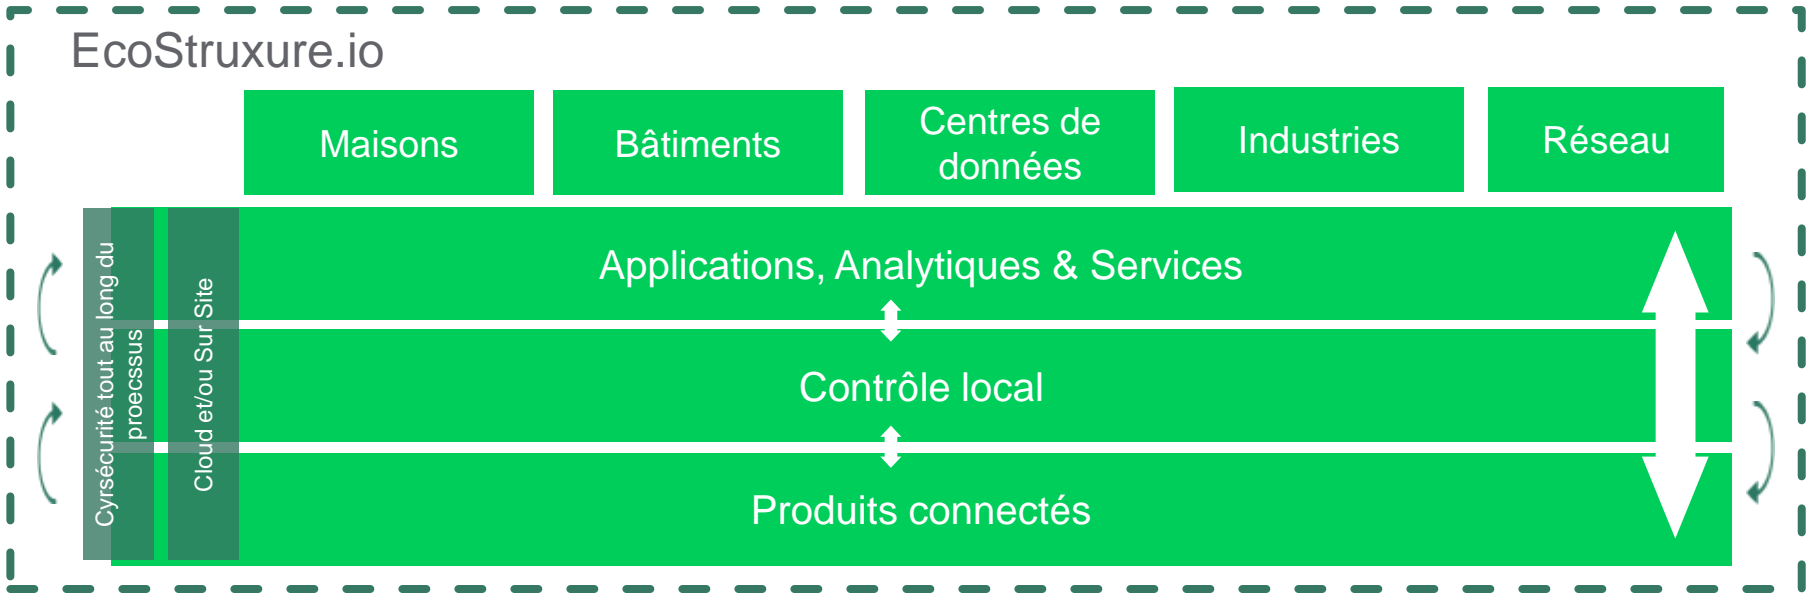 EcoStruxure.io
Maisons
Bâtiments
Centres de
données
Industries
Réseau
Cyrsécurité tout au long du
proecssus
Cloud et/ou Sur Site
Applications, Analytiques & Services
Contrôle local
Produits connectés